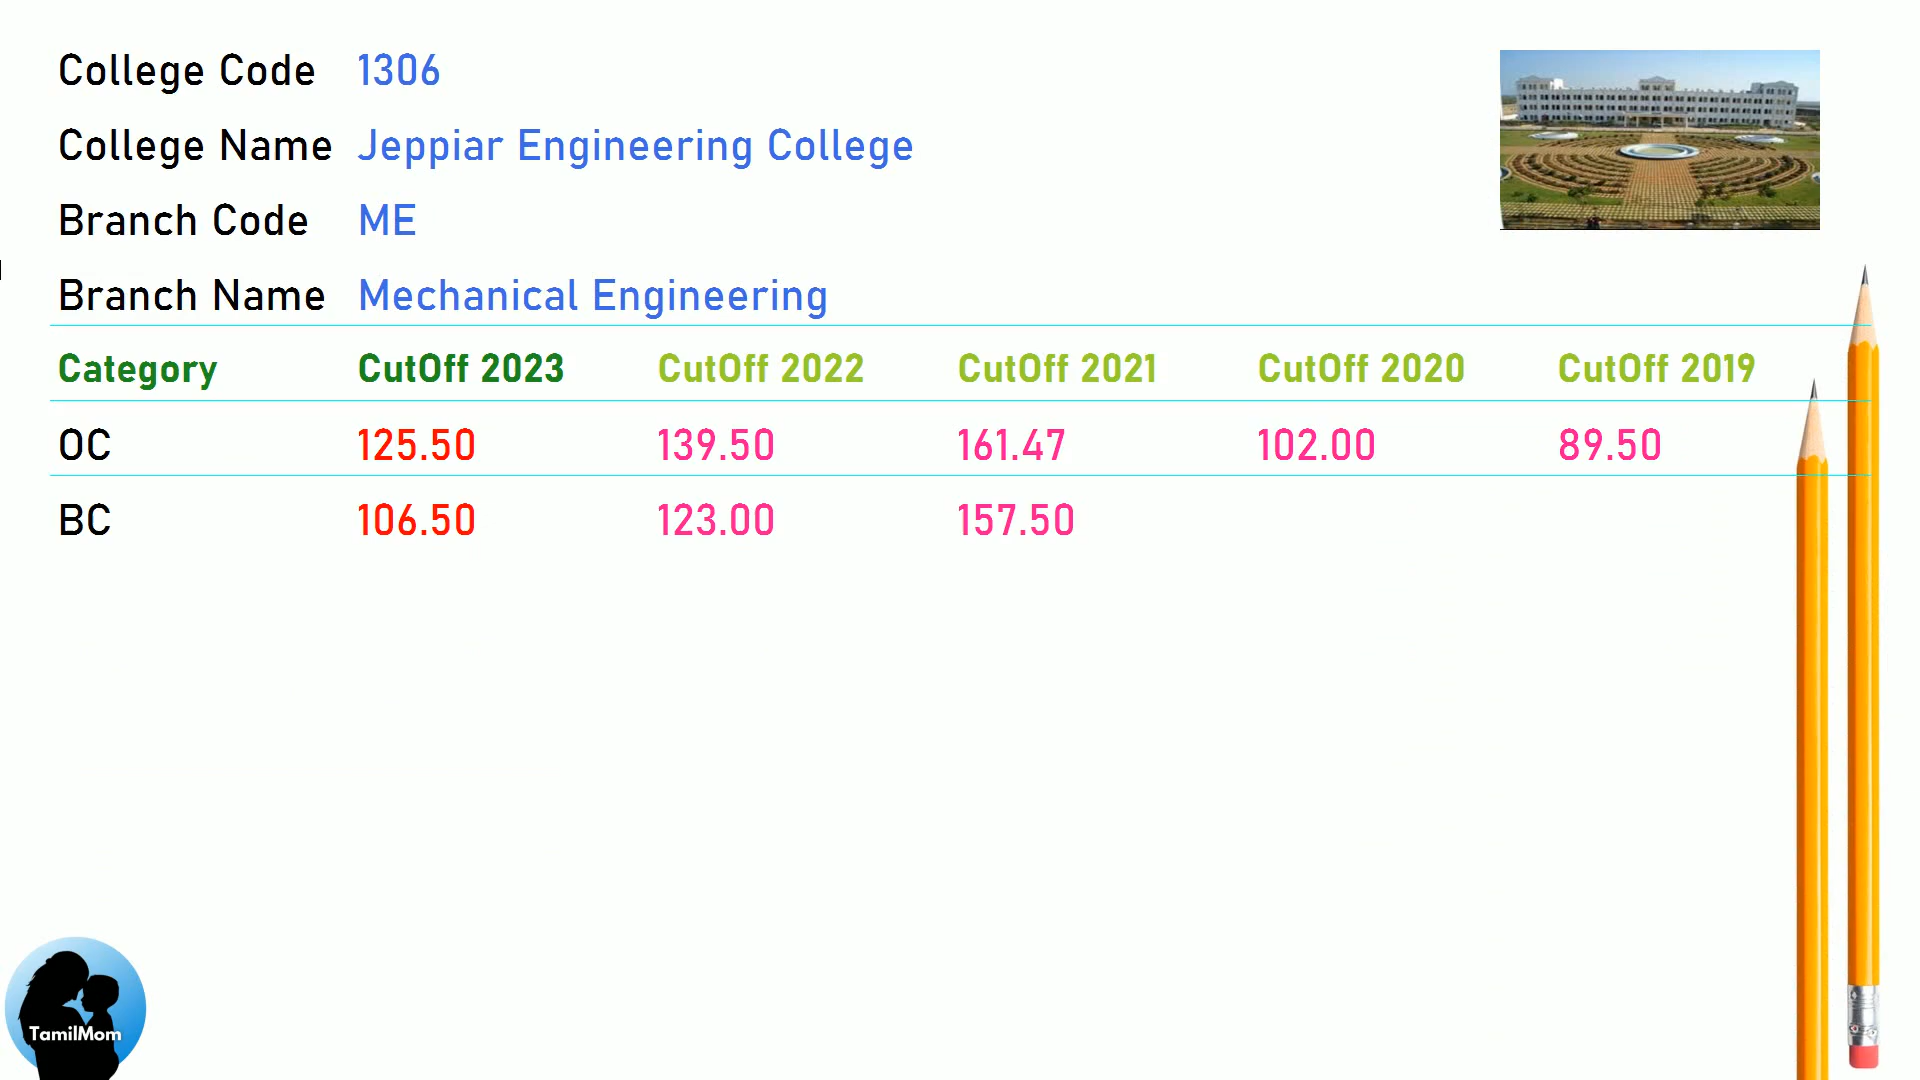 College Code 1306
College Name Jeppiar Engineering College
Branch Code ME
Branch Name Mechanical Engineering
Category CutOff 2023 CutOff 2022 CutOff 2021 CutOff 2020 CutOff 2019
OC 125.50 139.50 161.47 102.00 89.50
BC 106.50 123.00 157.50
TamilMom